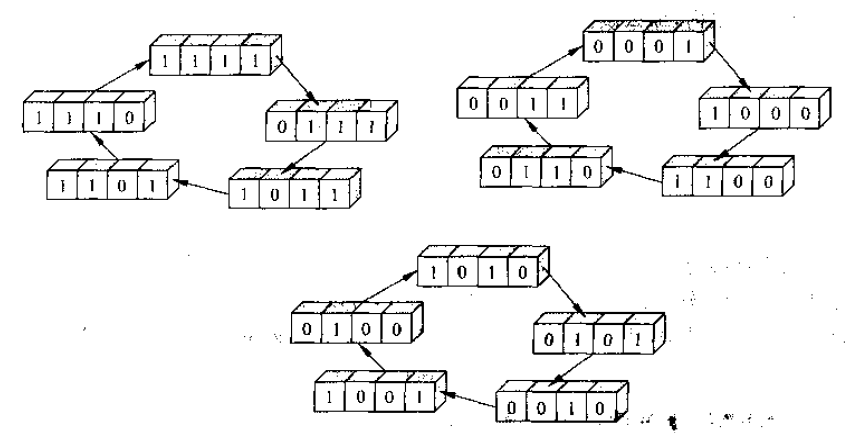 1 1 1 1
1 1 1 0
0 1 1 1
1 1 0 1
1 0 1 1
0 0 0 1
0 0 1 1
1 0 0 0
0 1 1 0
1 1 0 0
1 0 1 0
0 1 0 0
0 1 0 1
1 0 0 1
0 0 1 0